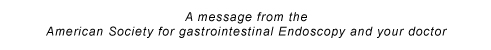 A message from the
American Society for gastrointestinal Endoscopy and your doctor